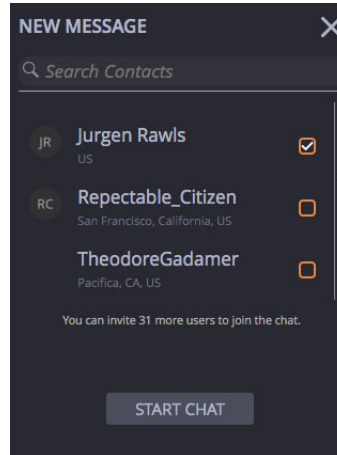 NEW MESSAGE
Search Contacts
JR
Jurgen Rawls
US
RC
Repectable_Citizen
San Francisco, California, US
TheodoreGadamer
Pacifica, CA, US
You can invite 31 more users to join the chat.
START CHAT